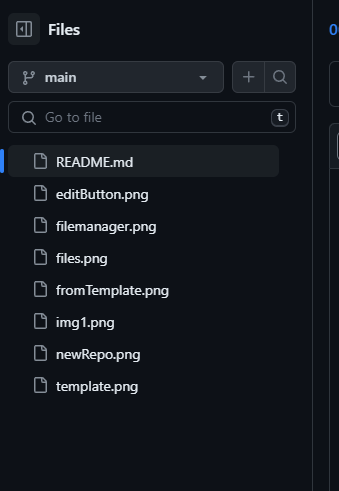 Files
main
Go to file t
README.md
editButton.png
filemanager.png
files.png
fromTemplate.png
img1.png
newRepo.png
template.png